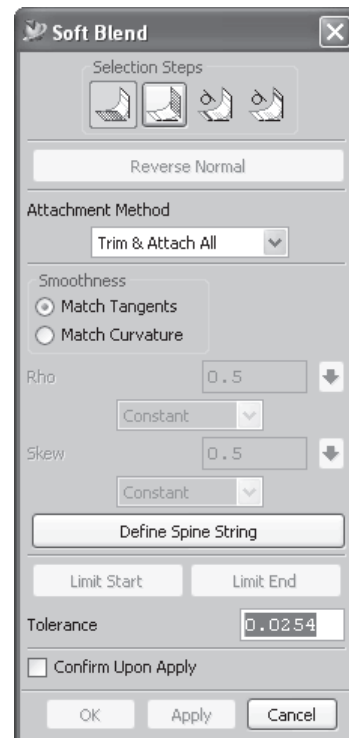 Soft Blend
Selection Steps
Reverse Normal
Attachment Method
Trim & Attach All
Smoothness
Match Tangents
Match Curvature
Rho 0.5
Constant
Skew 0.5
Constant
Define Spine String
Limit Start Limit End
Tolerance 0.0254
Confirm Upon Apply
OK Apply Cancel